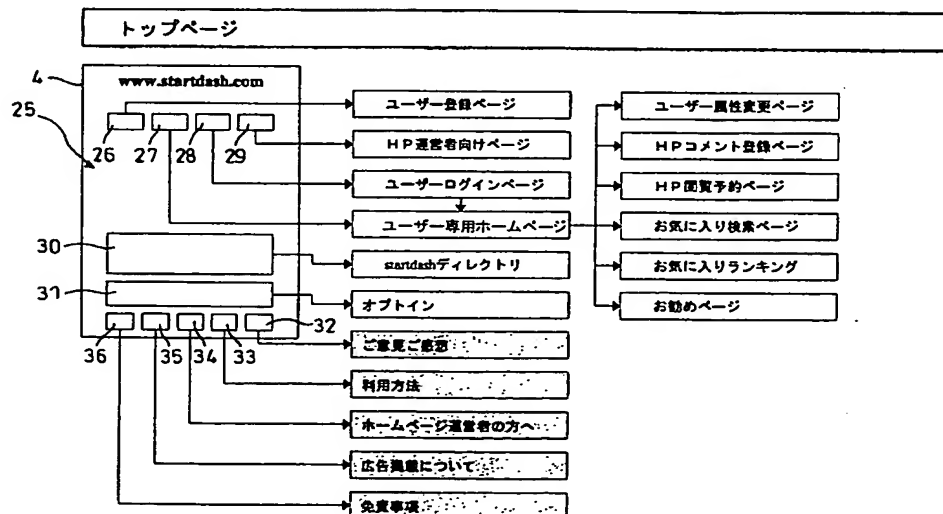 トップページ
4
www.startdash.com
25
26
27
28
29
30
31
32
36
35
34
33
ユーザー登録ページ
HP運営者向けページ
ユーザーログインページ
ユーザー専用ホームページ
startdashディレクトリ
オプトイン
ご意見ご感想
利用方法
ホームページ運営者の方へ
広告掲載について
免責事項
ユーザー属性変更ページ
HPコメント登録ページ
HP閲覧予約ページ
お気に入り検索ページ
お気に入りランキング
お勧めページ